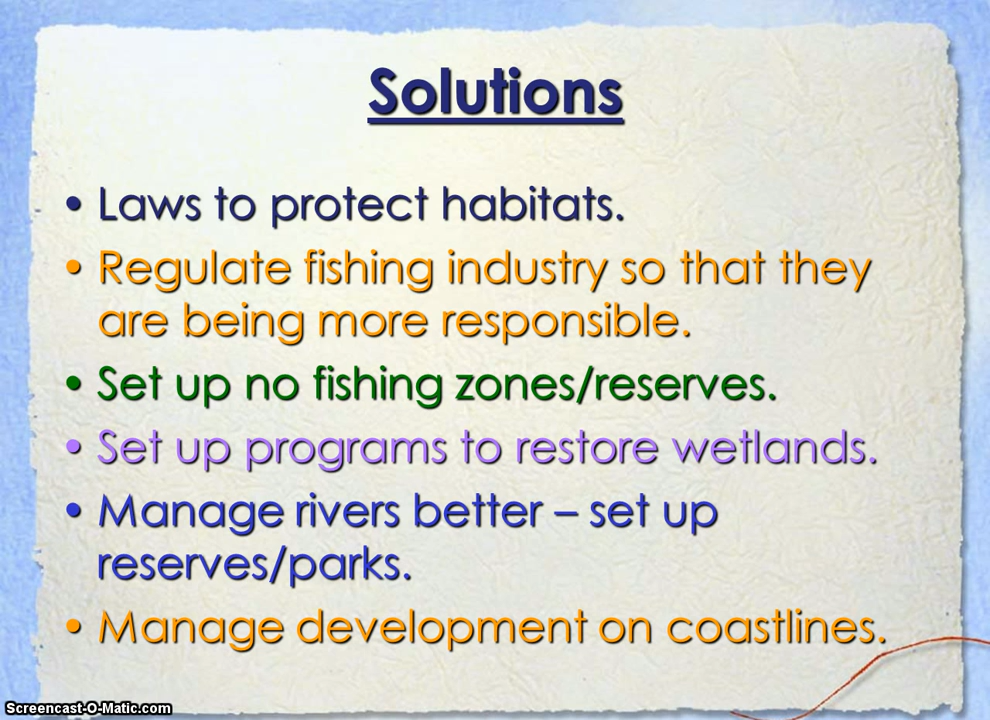 Solutions
• Laws to protect habitats.
• Regulate fishing industry so that they
are being more responsible.
• Set up no fishing zones/reserves.
• Set up programs to restore wetlands.
• Manage rivers better – set up
reserves/parks.
• Manage development on coastlines.
Screencast-O-Matic.com